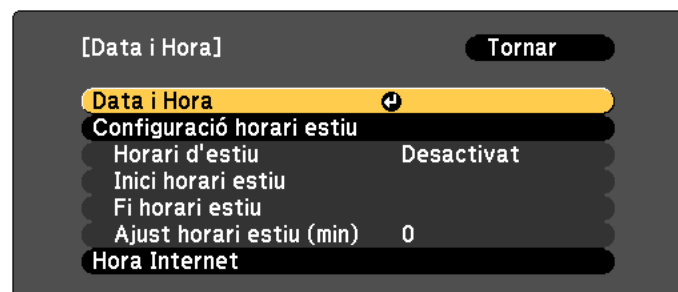 [Data i Hora] Tornar
Data i Hora
Configuració horari estiu
Horari d'estiu Desactivat
Inici horari estiu
Fi horari estiu
Ajust horari estiu (min) 0
Hora Internet